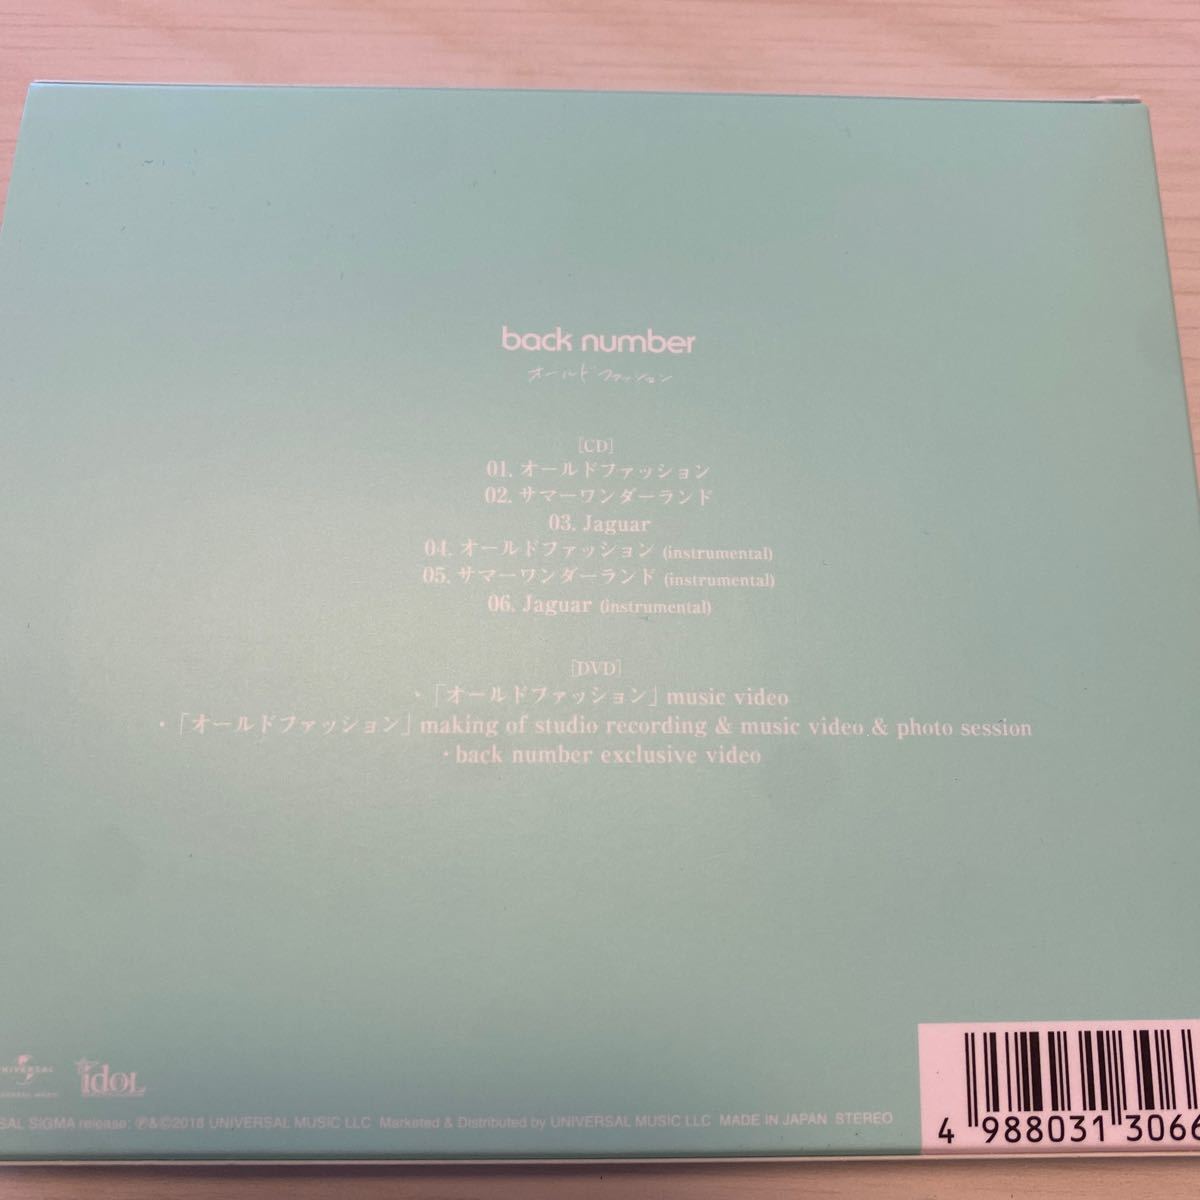 back number
オールドファッション
[CD]
01. オールドファッション
02. サマーワンダーランド
03. Jaguar
04. オールドファッション (instrumental)
05. サマーワンダーランド (instrumental)
06. Jaguar (instrumental)
[DVD]
・「オールドファッション」music video
・「オールドファッション」making of studio recording & music video & photo session
・back number exclusive video
UNIVERSAL
idOL
SAL SIGMA release: ℗&©2018 UNIVERSAL MUSIC LLC Marketed & Distributed by UNIVERSAL MUSIC LLC MADE IN JAPAN STEREO
4 988031 3066